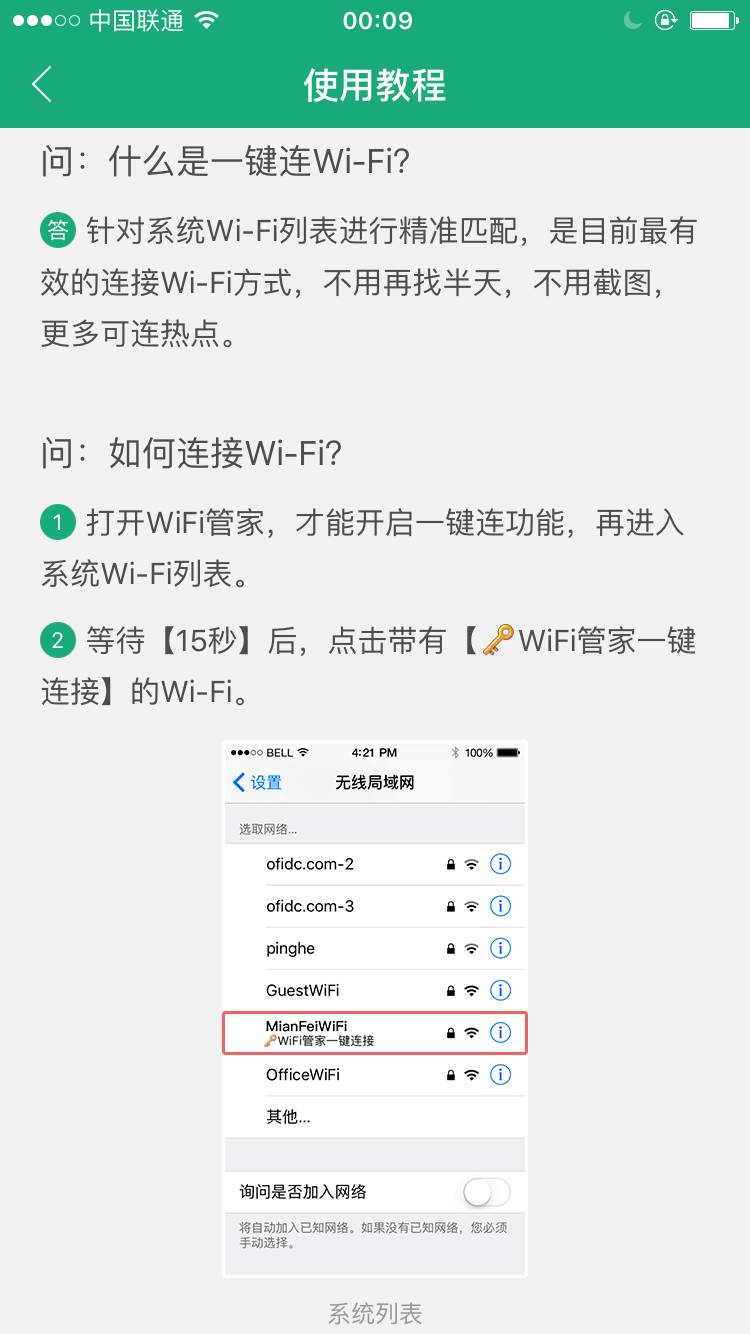 中国联通 00:09
使用教程
问：什么是一键连Wi-Fi?
答 针对系统Wi-Fi列表进行精准匹配，是目前最有
效的连接Wi-Fi方式，不用再找半天，不用截图，
更多可连热点。
问：如何连接Wi-Fi?
1 打开WiFi管家，才能开启一键连功能，再进入
系统Wi-Fi列表。
2 等待【15秒】后，点击带有【🔑WiFi管家一键
连接】的Wi-Fi。
BELL 4:21 PM 100%
设置 无线局域网
选取网络...
ofidc.com-2
ofidc.com-3
pinghe
GuestWiFi
MianFeiWiFi
🔑WiFi管家一键连接
OfficeWiFi
其他...
询问是否加入网络
将自动加入已知网络。如果没有已知网络，您必须
手动选择。
系统列表